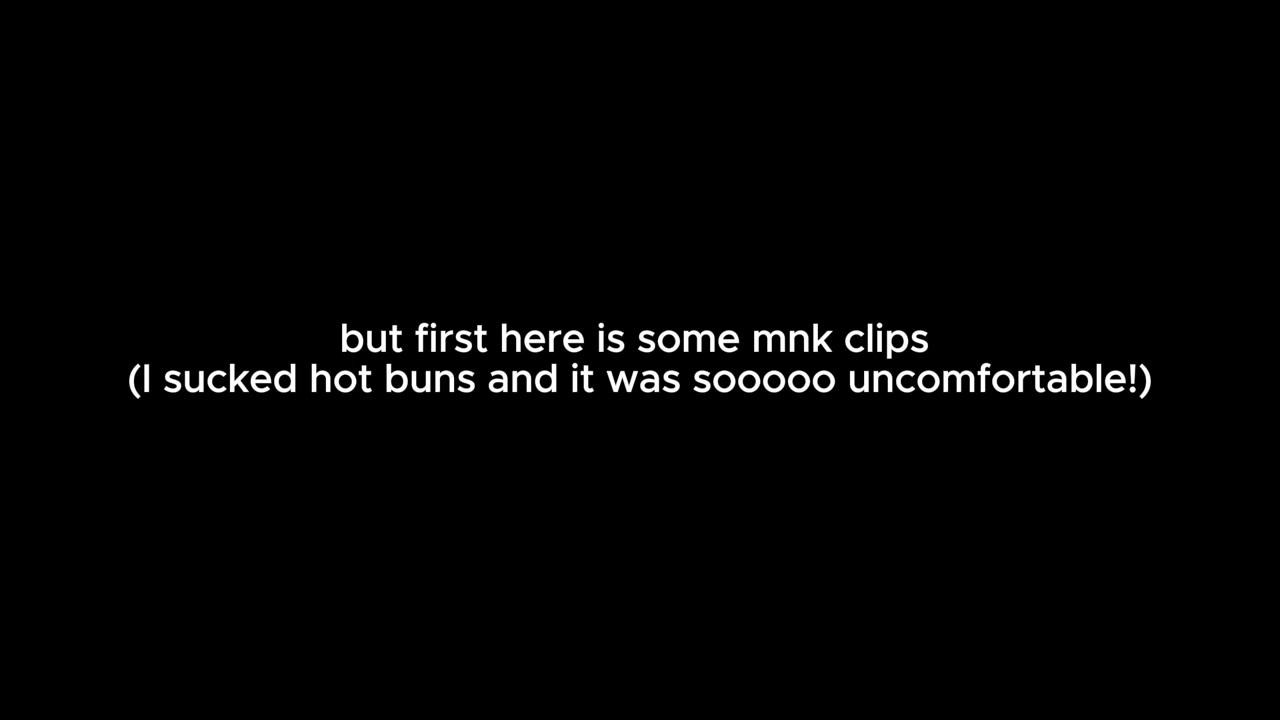 but first here is some mnk clips
(I sucked hot buns and it was sooooo uncomfortable!)